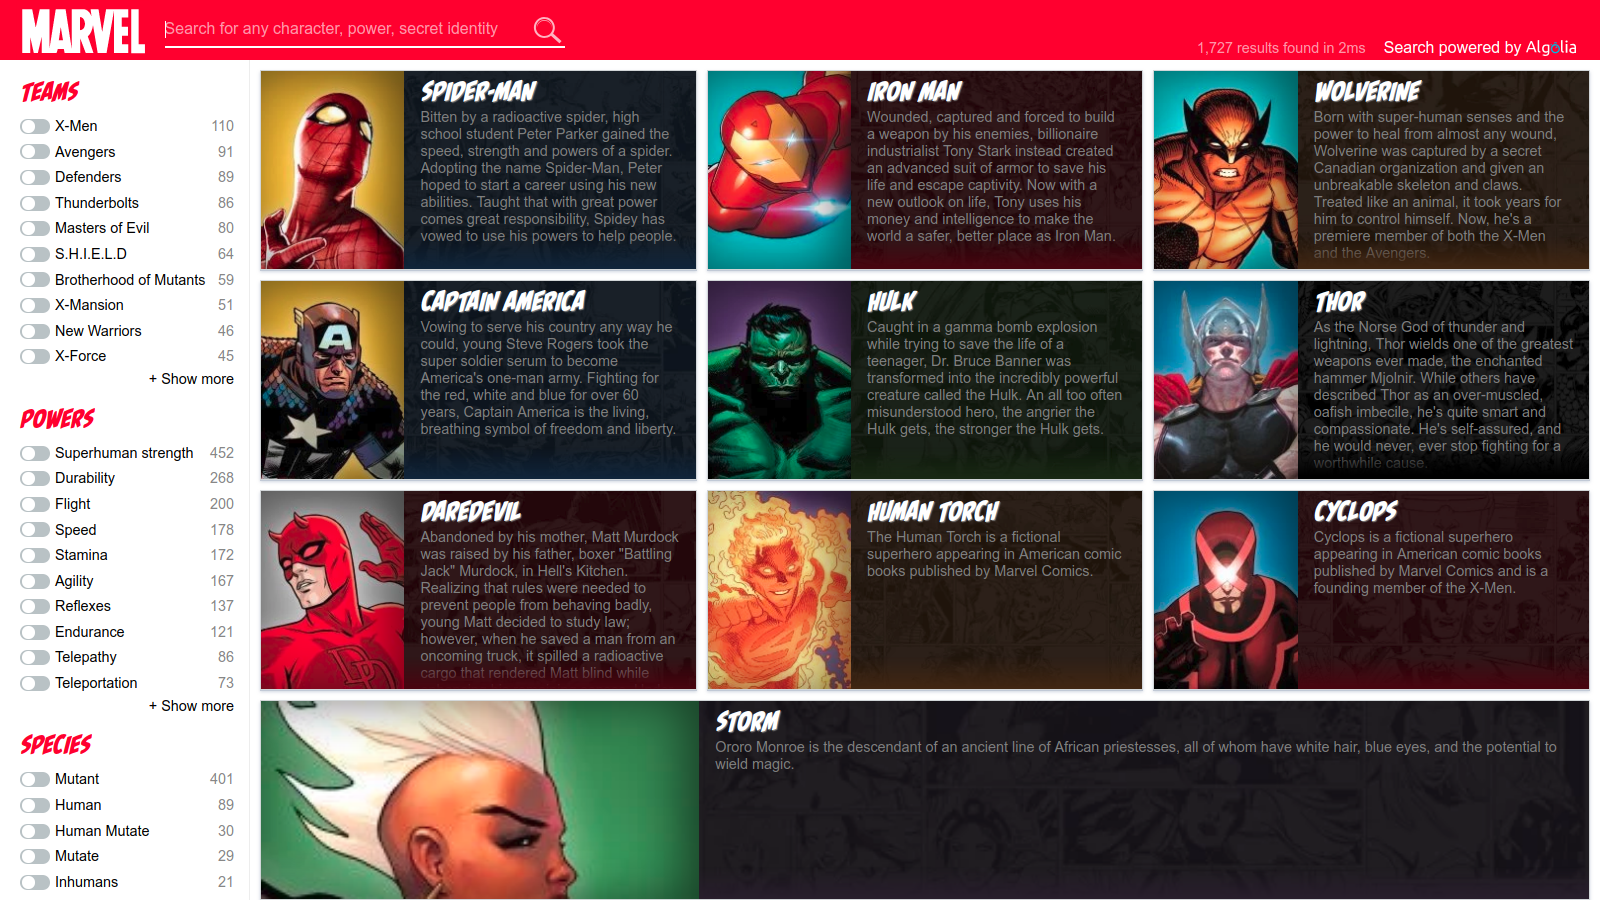 MARVEL
Search for any character, power, secret identity
1,727 results found in 2ms
Search powered by Algolia
TEAMS
X-Men 110
Avengers 91
Defenders 89
Thunderbolts 86
Masters of Evil 80
S.H.I.E.L.D 64
Brotherhood of Mutants 59
X-Mansion 51
New Warriors 46
X-Force 45
+ Show more
POWERS
Superhuman strength 452
Durability 268
Flight 200
Speed 178
Stamina 172
Agility 167
Reflexes 137
Endurance 121
Telepathy 86
Teleportation 73
+ Show more
SPECIES
Mutant 401
Human 89
Human Mutate 30
Mutate 29
Inhumans 21
SPIDER-MAN
Bitten by a radioactive spider, high
school student Peter Parker gained the
speed, strength and powers of a spider.
Adopting the name Spider-Man, Peter
hoped to start a career using his new
abilities. Taught that with great power
comes great responsibility, Spidey has
vowed to use his powers to help people.
IRON MAN
Wounded, captured and forced to build
a weapon by his enemies, billionaire
industrialist Tony Stark instead created
an advanced suit of armor to save his
life and escape captivity. Now with a
new outlook on life, Tony uses his
money and intelligence to make the
world a safer, better place as Iron Man.
WOLVERINE
Born with super-human senses and the
power to heal from almost any wound,
Wolverine was captured by a secret
Canadian organization and given an
unbreakable skeleton and claws.
Treated like an animal, it took years for
him to control himself. Now, he's a
premiere member of both the X-Men
and the Avengers.
CAPTAIN AMERICA
Vowing to serve his country any way he
could, young Steve Rogers took the
super soldier serum to become
America's one-man army. Fighting for
the red, white and blue for over 60
years, Captain America is the living,
breathing symbol of freedom and liberty.
HULK
Caught in a gamma bomb explosion
while trying to save the life of a
teenager, Dr. Bruce Banner was
transformed into the incredibly powerful
creature called the Hulk. An all too often
misunderstood hero, the angrier the
Hulk gets, the stronger the Hulk gets.
THOR
As the Norse God of thunder and
lightning, Thor wields one of the greatest
weapons ever made, the enchanted
hammer Mjolnir. While others have
described Thor as an over-muscled,
oafish imbecile, he's quite smart and
compassionate. He's self-assured, and
he would never, ever stop fighting for a
worthwhile cause.
DAREDEVIL
Abandoned by his mother, Matt Murdock
was raised by his father, boxer "Battling
Jack" Murdock, in Hell's Kitchen.
Realizing that rules were needed to
prevent people from behaving badly,
young Matt decided to study law;
however, when he saved a man from an
oncoming truck, it spilled a radioactive
cargo that rendered Matt blind while
HUMAN TORCH
The Human Torch is a fictional
superhero appearing in American comic
books published by Marvel Comics.
CYCLOPS
Cyclops is a fictional superhero
appearing in American comic books
published by Marvel Comics and is a
founding member of the X-Men.
STORM
Ororo Monroe is the descendant of an ancient line of African priestesses, all of whom have white hair, blue eyes, and the potential to
wield magic.